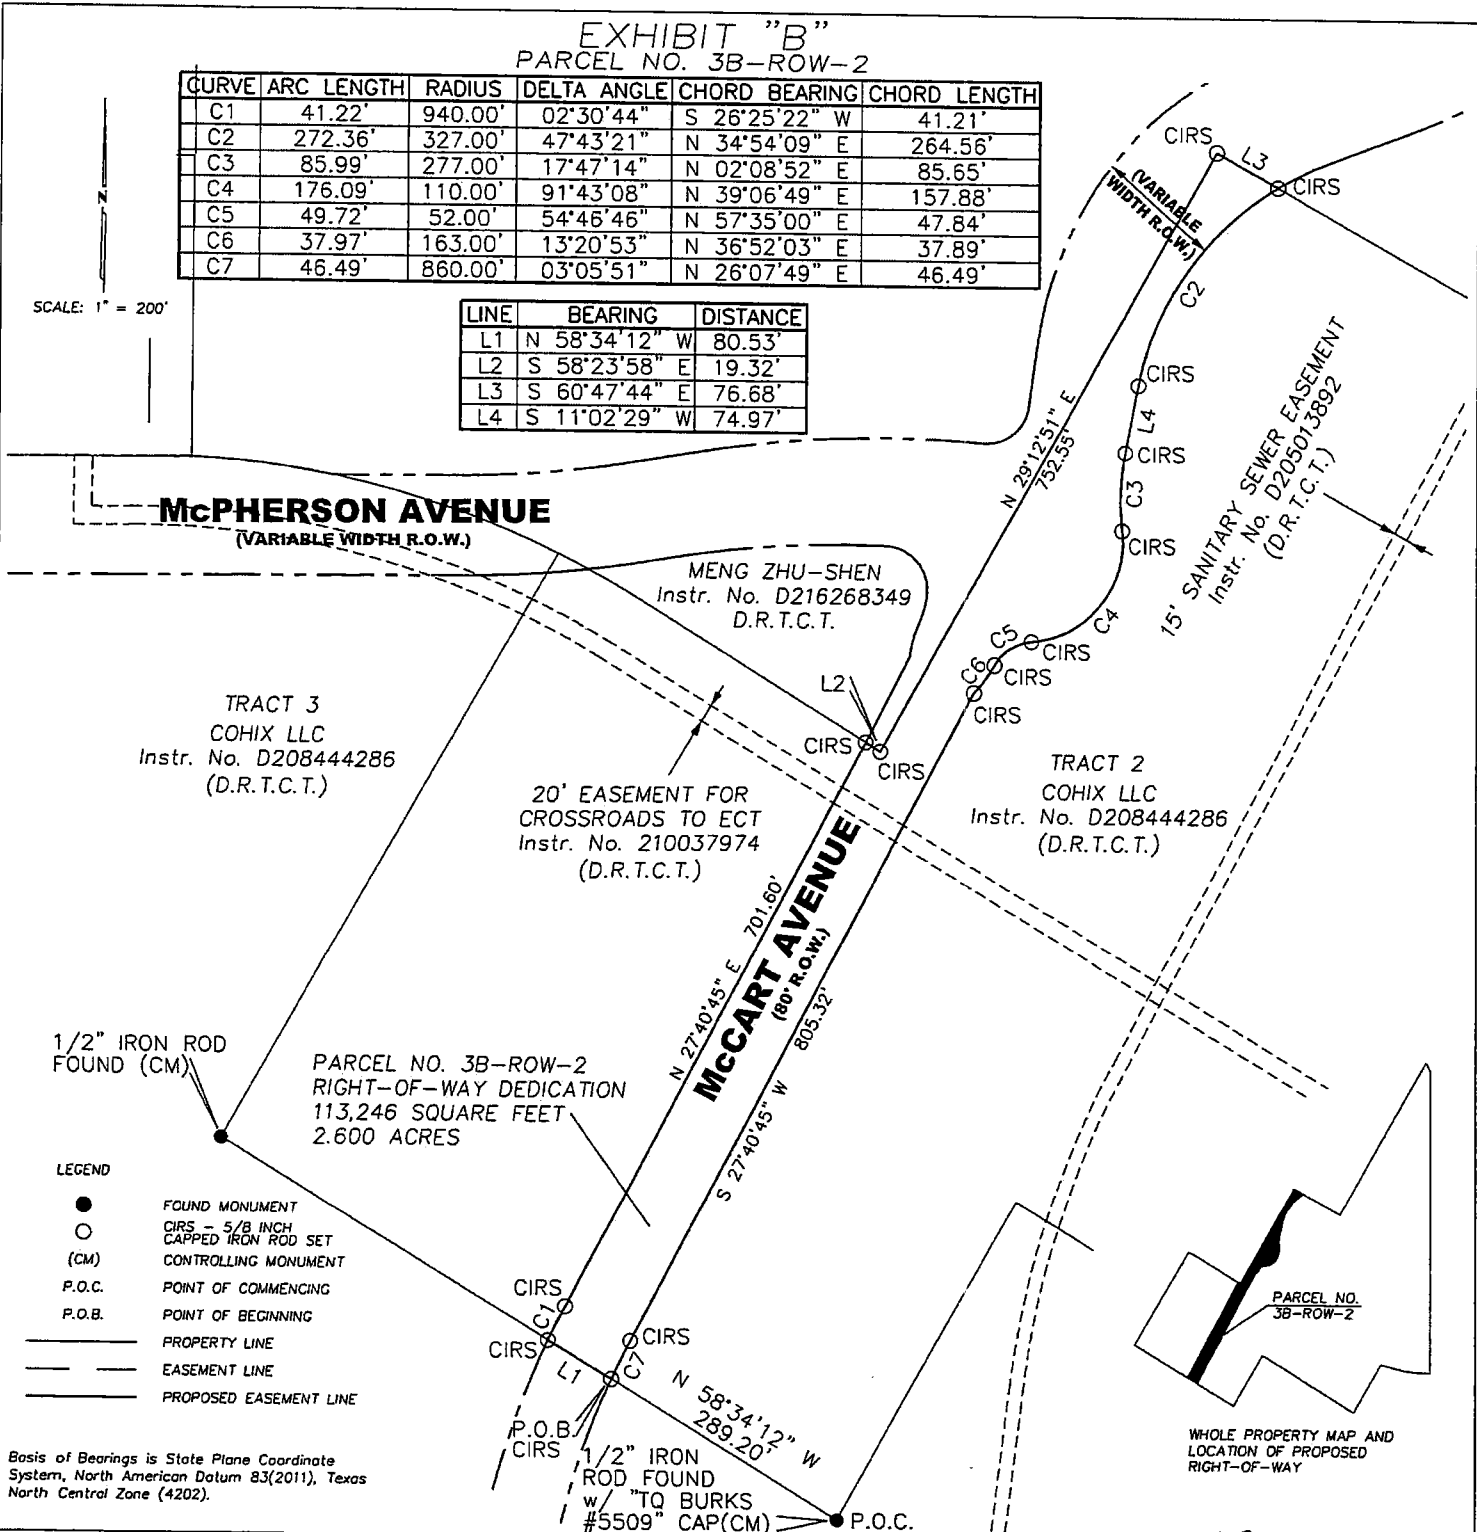 EXHIBIT "B"
PARCEL NO. 3B-ROW-2
CURVE ARC LENGTH RADIUS DELTA ANGLE CHORD BEARING CHORD LENGTH
C1 41.22' 940.00' 02°30'44" S 26°25'22" W 41.21'
C2 272.36' 327.00' 47°43'21" N 34°54'09" E 264.56'
C3 85.99' 277.00' 17°47'14" N 02°08'52" E 85.65'
C4 176.09' 110.00' 91°43'08" N 39°06'49" E 157.88'
C5 49.72' 52.00' 54°46'46" N 57°35'00" E 47.84'
C6 37.97' 163.00' 13°20'53" N 36°52'03" E 37.89'
C7 46.49' 860.00' 03°05'51" N 26°07'49" E 46.49'
N
SCALE: 1" = 200'
LINE BEARING DISTANCE
L1 N 58°34'12" W 80.53'
L2 S 58°23'58" E 19.32'
L3 S 60°47'44" E 76.68'
L4 S 11°02'29" W 74.97'
CIRS
L3
CIRS
(VARIABLE
WIDTH R.O.W.)
C2
CIRS
L4
CIRS
C3
CIRS
C4
C5
CIRS
C6
CIRS
CIRS
N 29°12'51" E
752.55'
15' SANITARY SEWER EASEMENT
Instr. No. D205013892
(D.R.T.C.T.)
McPHERSON AVENUE
(VARIABLE WIDTH R.O.W.)
MENG ZHU-SHEN
Instr. No. D216268349
D.R.T.C.T.
L2
CIRS
CIRS
TRACT 3
COHIX LLC
Instr. No. D208444286
(D.R.T.C.T.)
20' EASEMENT FOR
CROSSROADS TO ECT
Instr. No. 210037974
(D.R.T.C.T.)
TRACT 2
COHIX LLC
Instr. No. D208444286
(D.R.T.C.T.)
N 27°40'45" E 701.60'
McCART AVENUE
(80' R.O.W.)
S 27°40'45" W 805.32'
1/2" IRON ROD
FOUND (CM)
PARCEL NO. 3B-ROW-2
RIGHT-OF-WAY DEDICATION
113,246 SQUARE FEET
2.600 ACRES
LEGEND
FOUND MONUMENT
CIRS - 5/8 INCH
CAPPED IRON ROD SET
(CM) CONTROLLING MONUMENT
P.O.C. POINT OF COMMENCING
P.O.B. POINT OF BEGINNING
PROPERTY LINE
EASEMENT LINE
PROPOSED EASEMENT LINE
CIRS
C1
CIRS
L1
CIRS
C7
P.O.B.
CIRS
N 58°34'12" W
289.20'
1/2" IRON
ROD FOUND
w/ "TQ BURKS
#5509" CAP(CM)
P.O.C.
PARCEL NO.
3B-ROW-2
WHOLE PROPERTY MAP AND
LOCATION OF PROPOSED
RIGHT-OF-WAY
Basis of Bearings is State Plane Coordinate
System, North American Datum 83(2011), Texas
North Central Zone (4202).